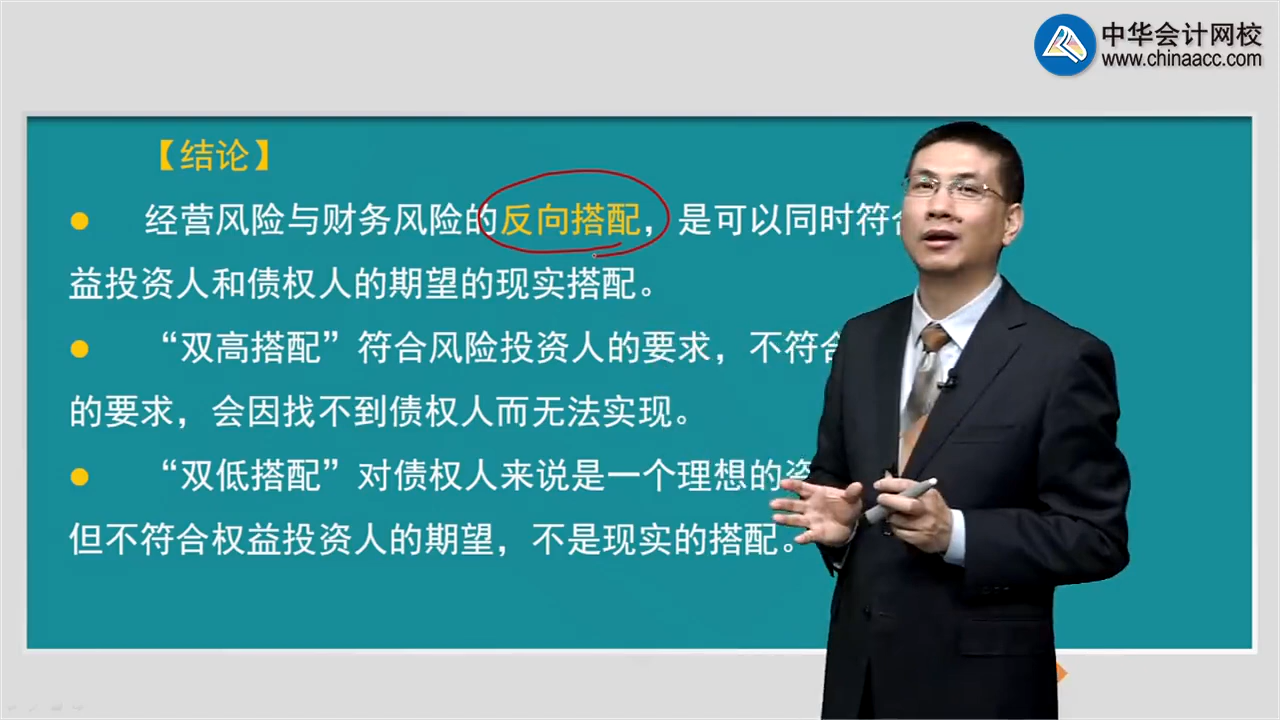 中华会计网校
www.chinaacc.com
【结论】
● 经营风险与财务风险的反向搭配，是可以同时符
益投资人和债权人的期望的现实搭配。
● “双高搭配”符合风险投资人的要求，不符
的要求，会因找不到债权人而无法实现。
● “双低搭配”对债权人来说是一个理想的
但不符合权益投资人的期望，不是现实的搭配。